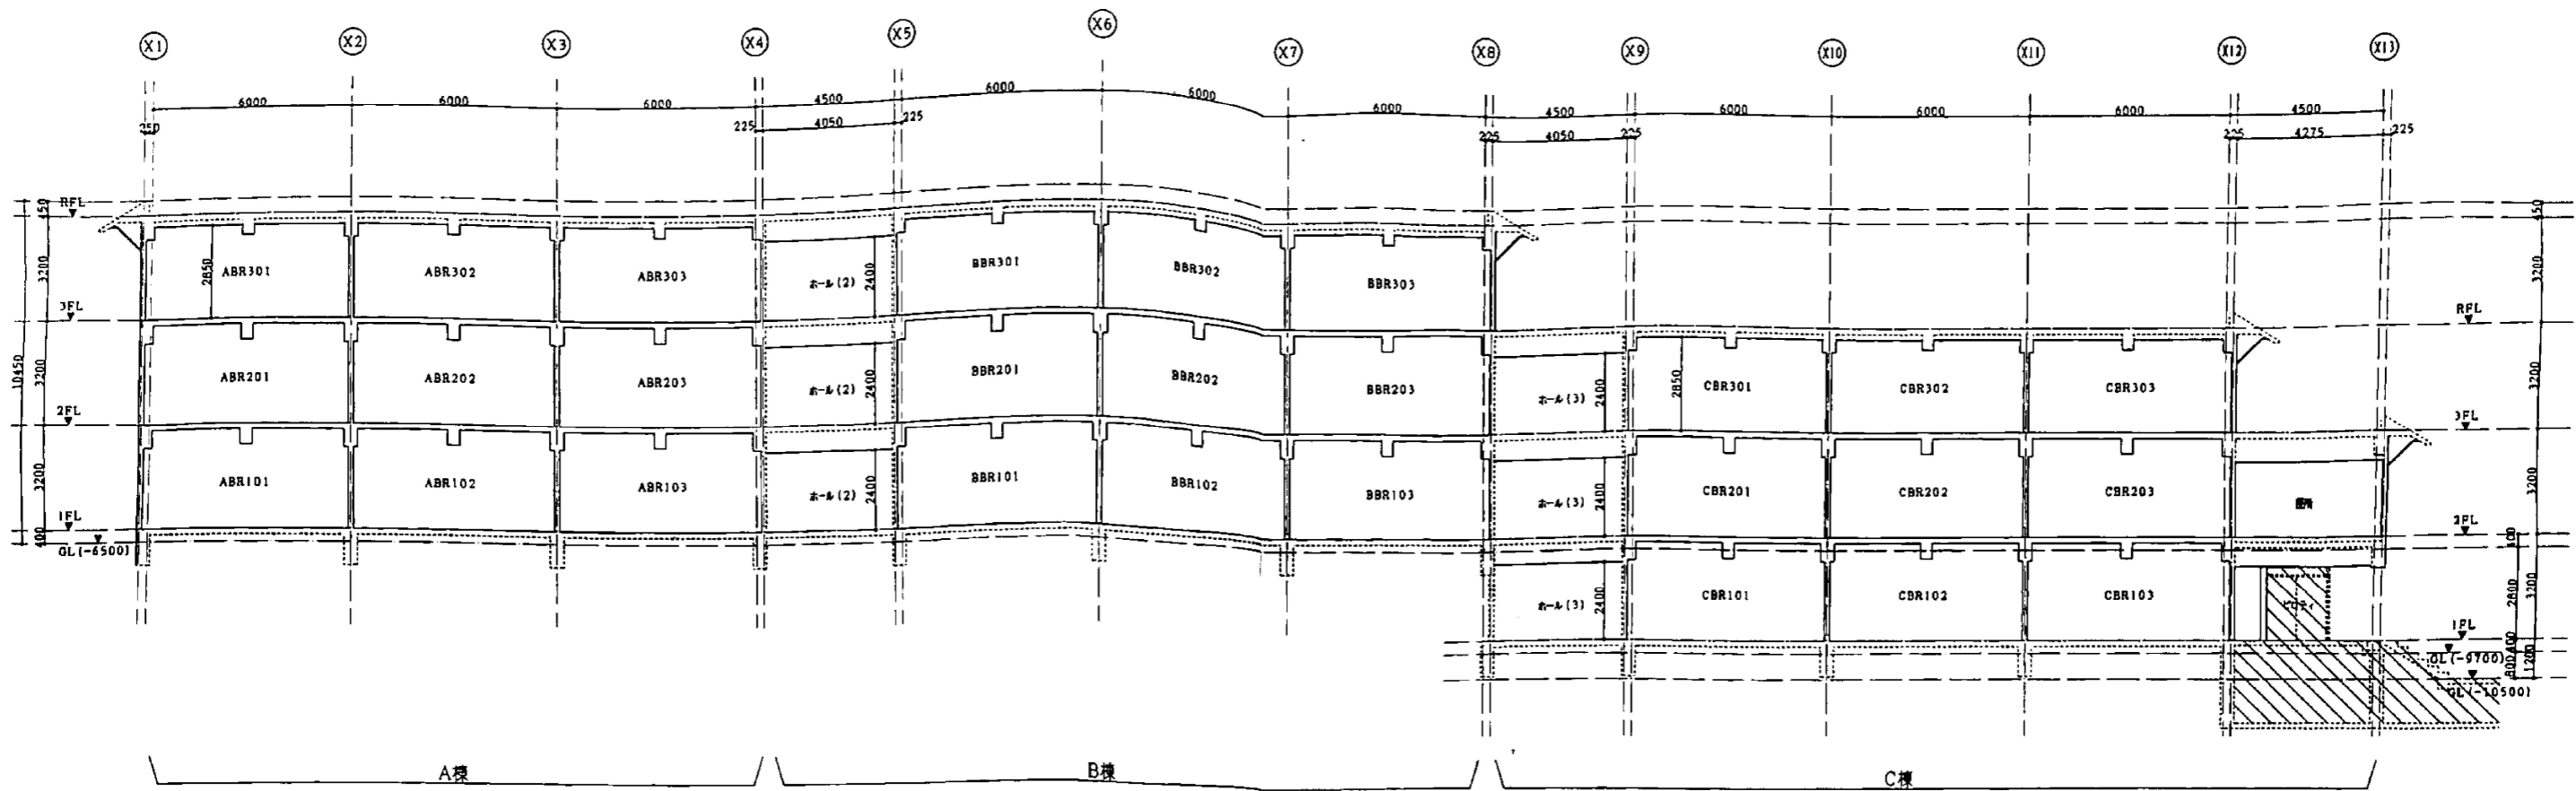 X1 X2 X3 X4 X5 X6 X7 X8 X9 X10 X11 X12 X13
6000 6000 6000 4500 6000 6000 6000 4500 6000 6000 6000 4500
250 225 4050 225 225 4050 225 225 4275 225
RFL
450
3200
2850
ABR301 ABR302 ABR303 ホール(2) 2400 BBR301 BBR302 BBR303
450
3200
3FL
RFL
10450
3200
ABR201 ABR202 ABR203 ホール(2) 2400 BBR201 BBR202 BBR203 ホール(3) 2400 2850 CBR301 CBR302 CBR303
3200
2FL
3FL
3200
ABR101 ABR102 ABR103 ホール(2) 2400 BBR101 BBR102 BBR103 ホール(3) 2400 CBR201 CBR202 CBR203
3200
1FL
400
GL(-6500)
2FL
400
ホール(3) 2400 CBR101 CBR102 CBR103
2800
3200
1FL
400
GL(-9700)
800
1200
GL(-10500)
A棟 B棟 C棟